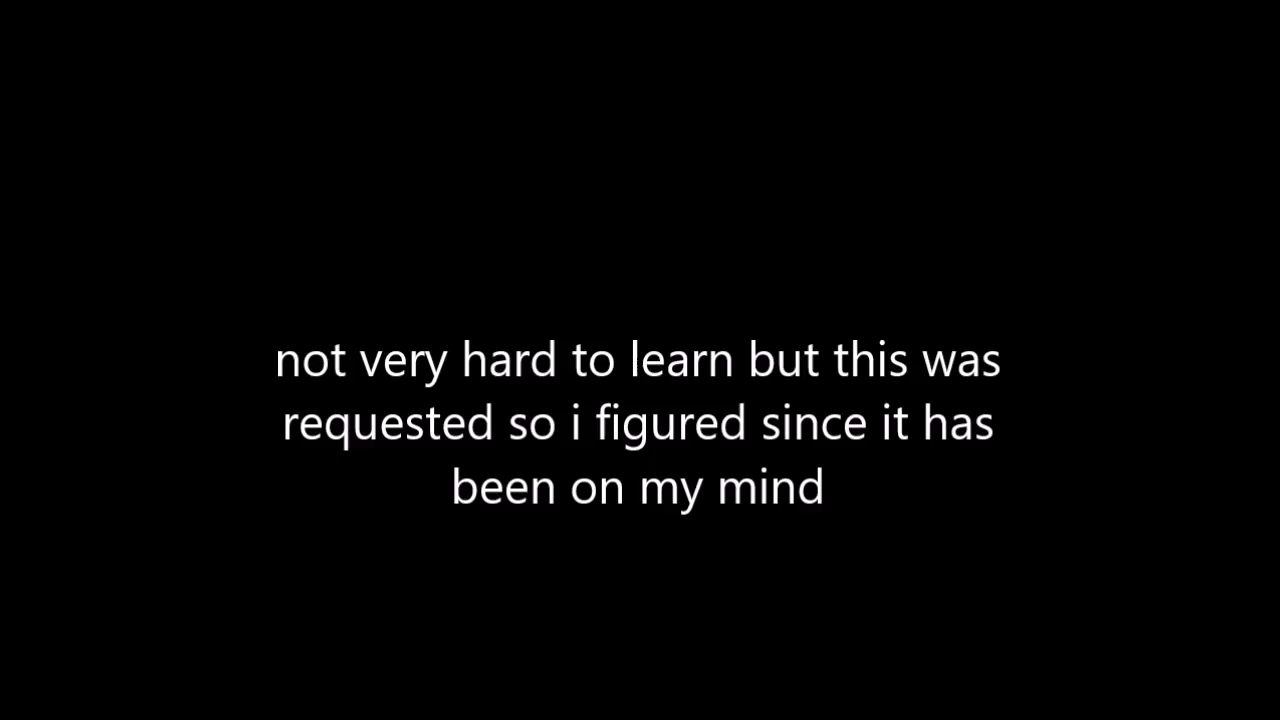 not very hard to learn but this was
requested so i figured since it has
been on my mind